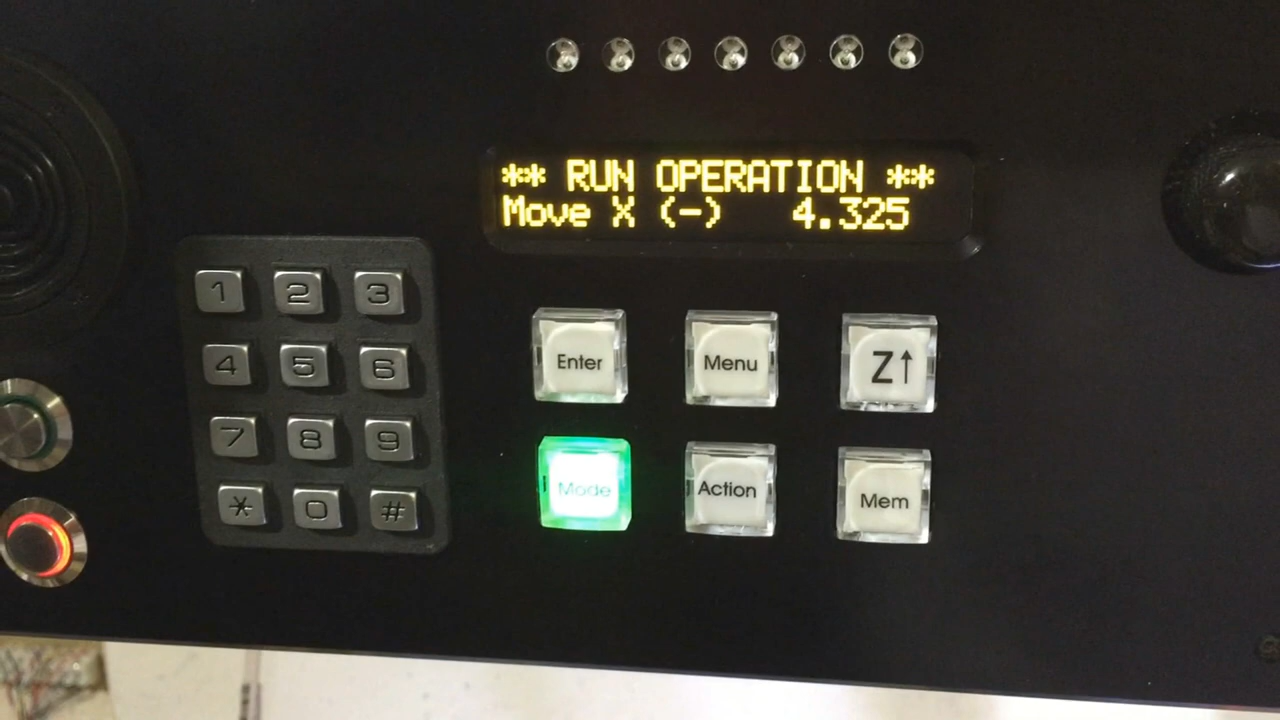 ** RUN OPERATION **
Move X (-) 4.325
1 2 3
4 5 6
7 8 9
* 0 #
Enter Menu Z↑
Mode Action Mem